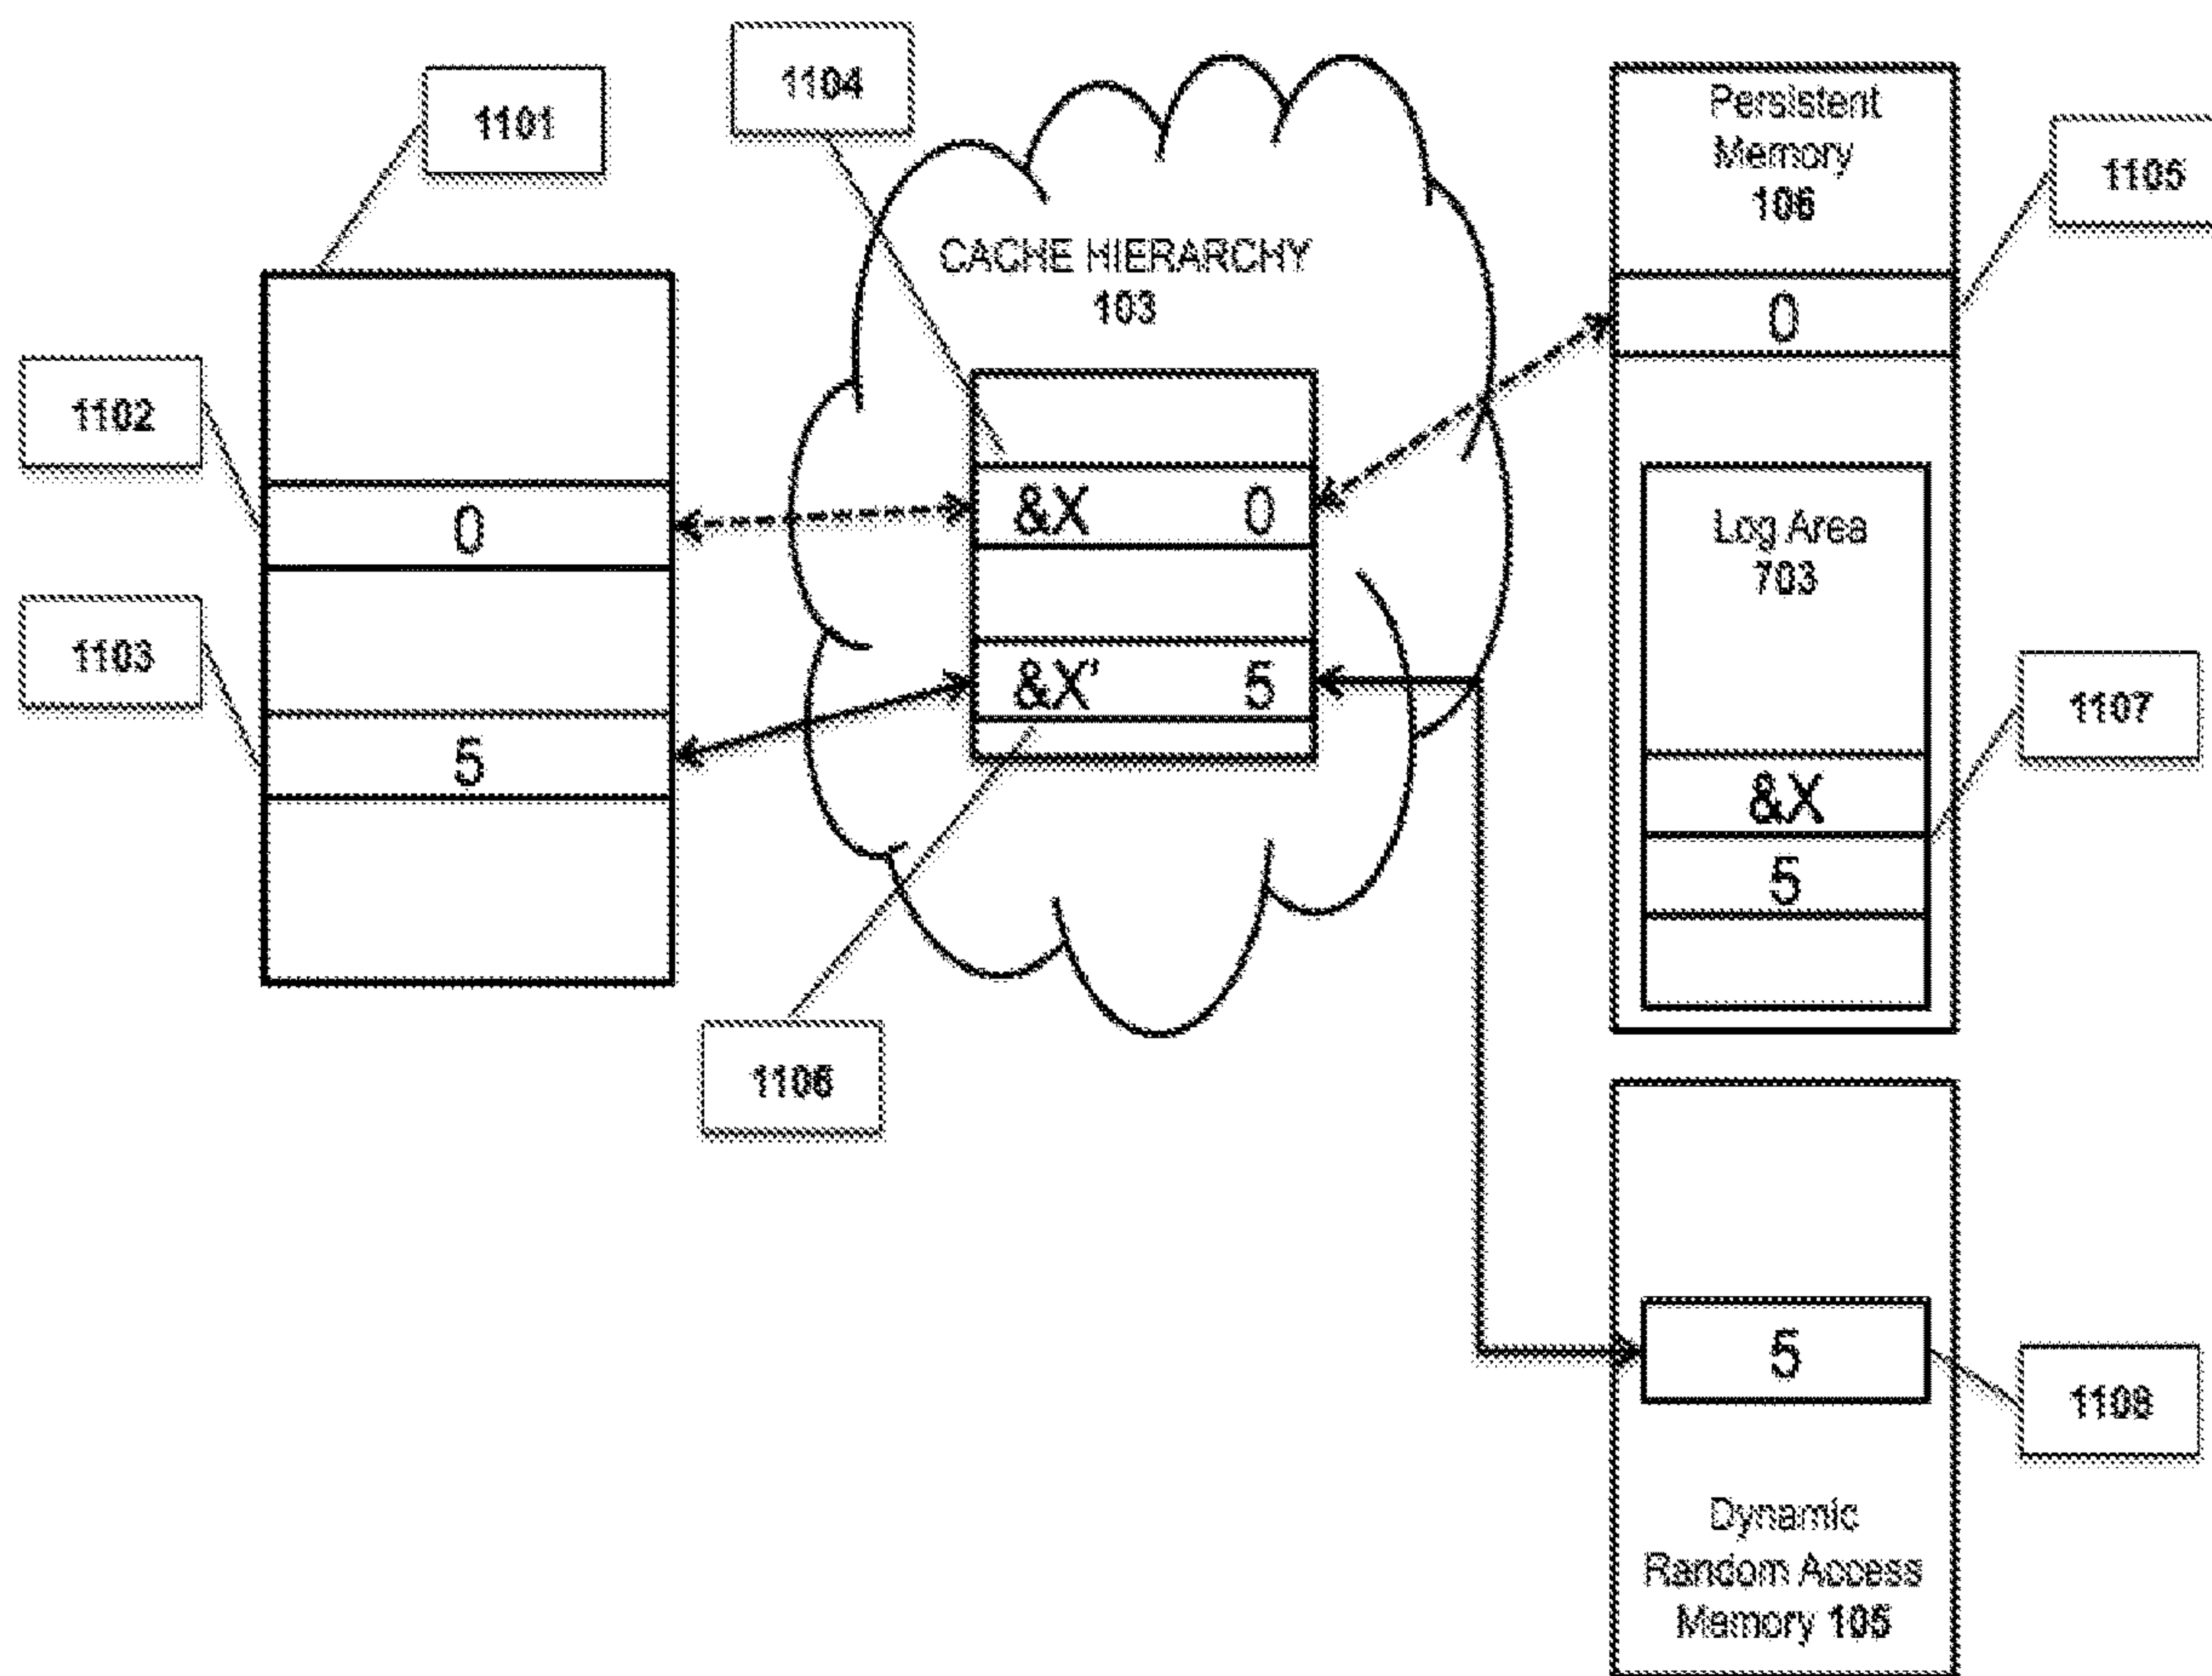 1101
1104
Persistent
Memory
106
1105
CACHE HIERARCHY
103
0
1102
0
&X 0
Log Area
703
1103
&X' 5
1107
5
&X
5
1106
5
1108
Dynamic
Random Access
Memory 105